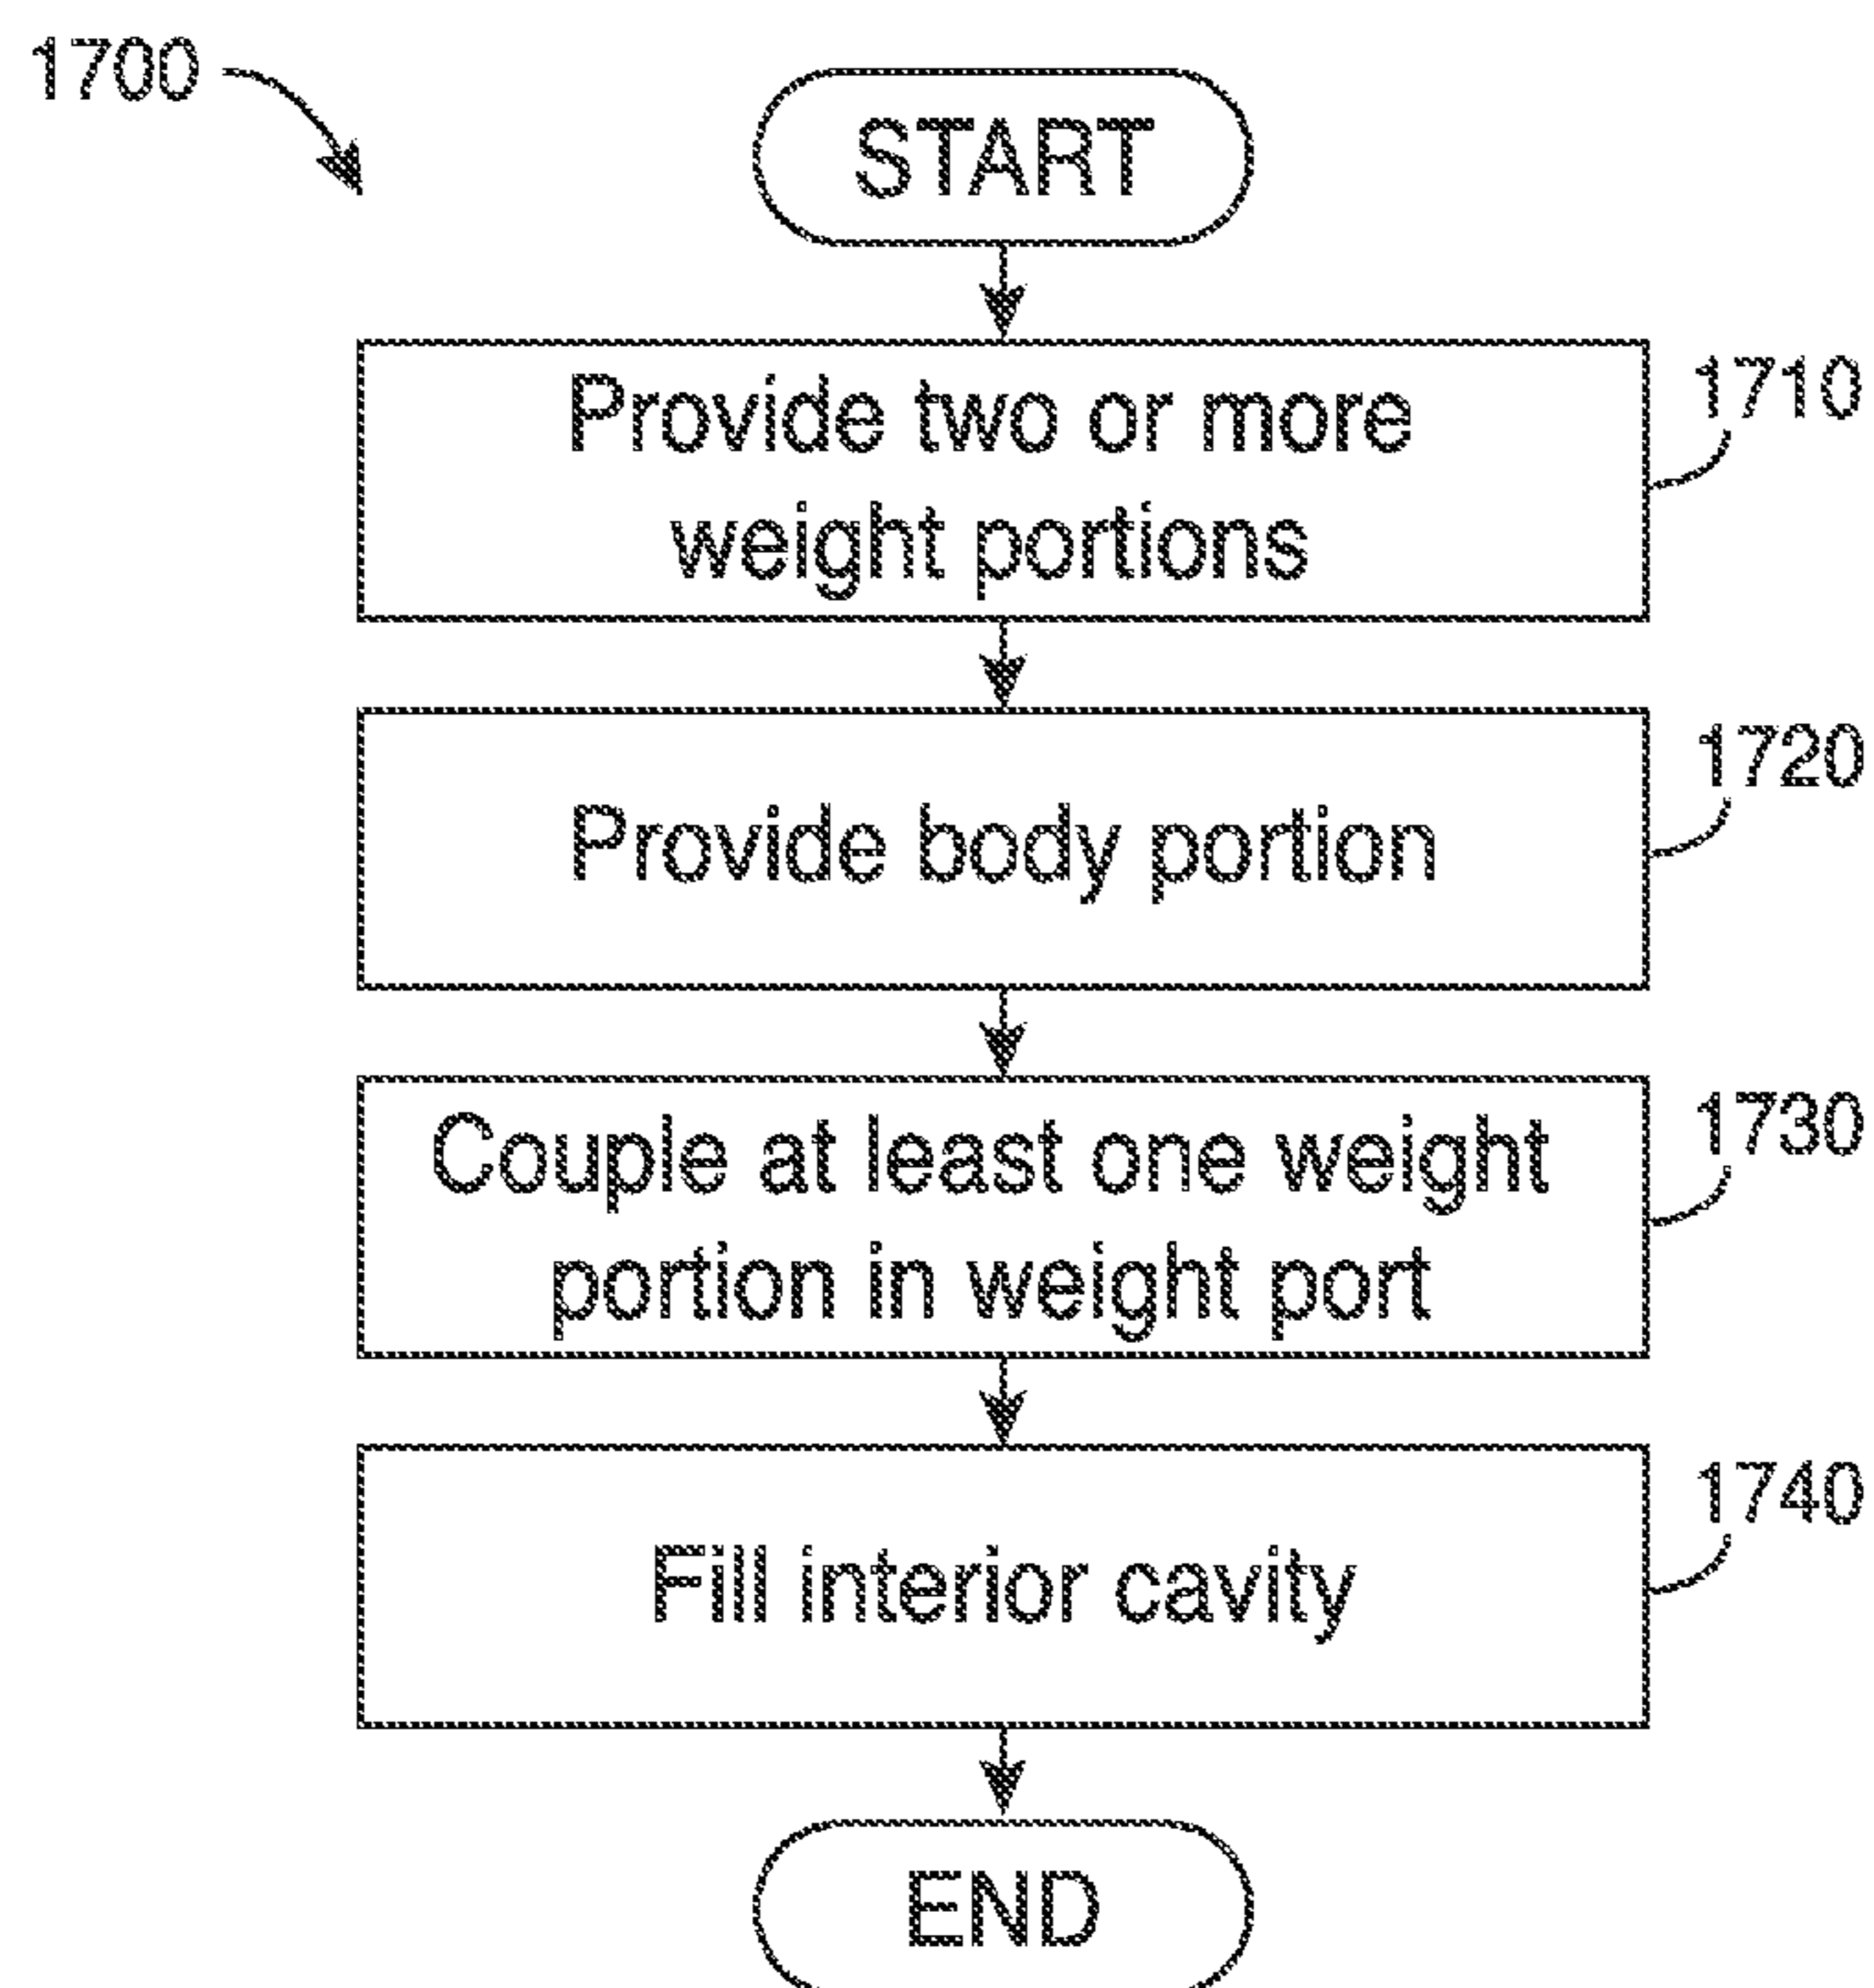 1700
START
Provide two or more
weight portions
1710
Provide body portion
1720
Couple at least one weight
portion in weight port
1730
Fill interior cavity
1740
END